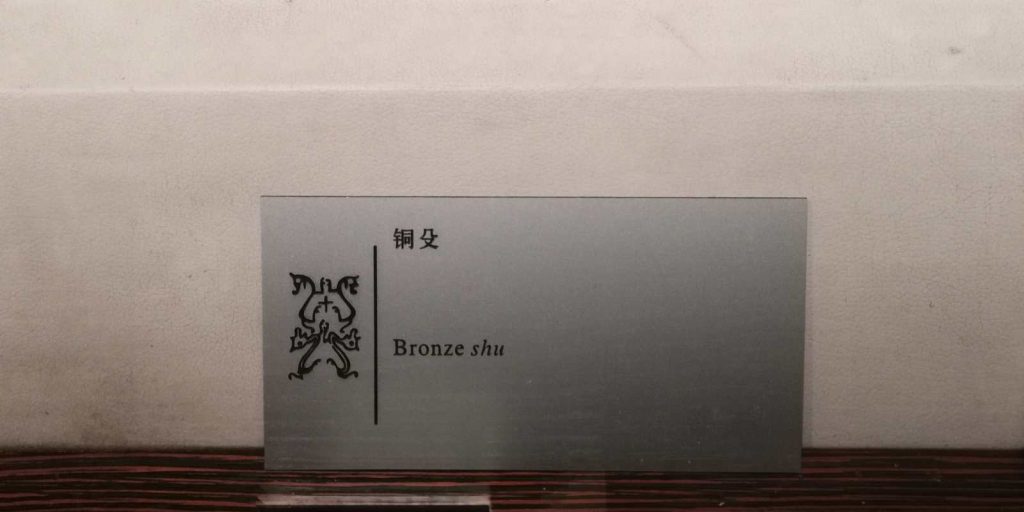 铜殳
Bronze shu